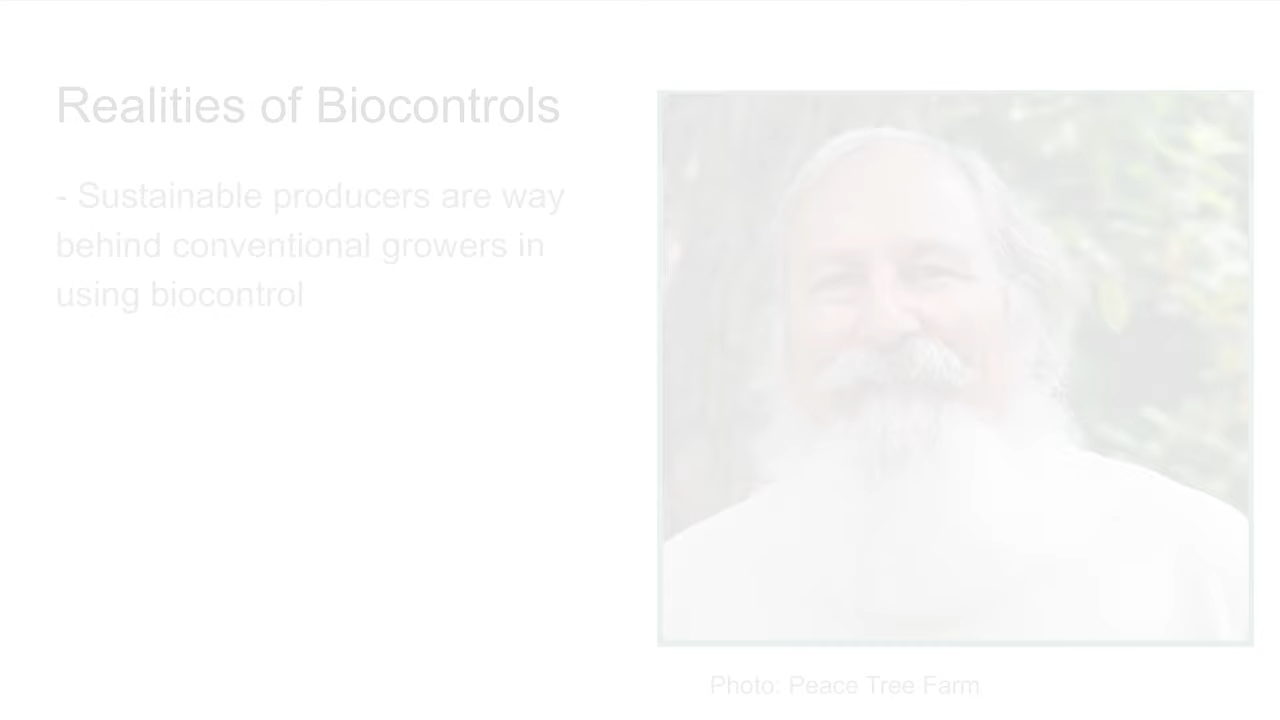 Realities of Biocontrols
- Sustainable producers are way
behind conventional growers in
using biocontrol
Photo: Peace Tree Farm